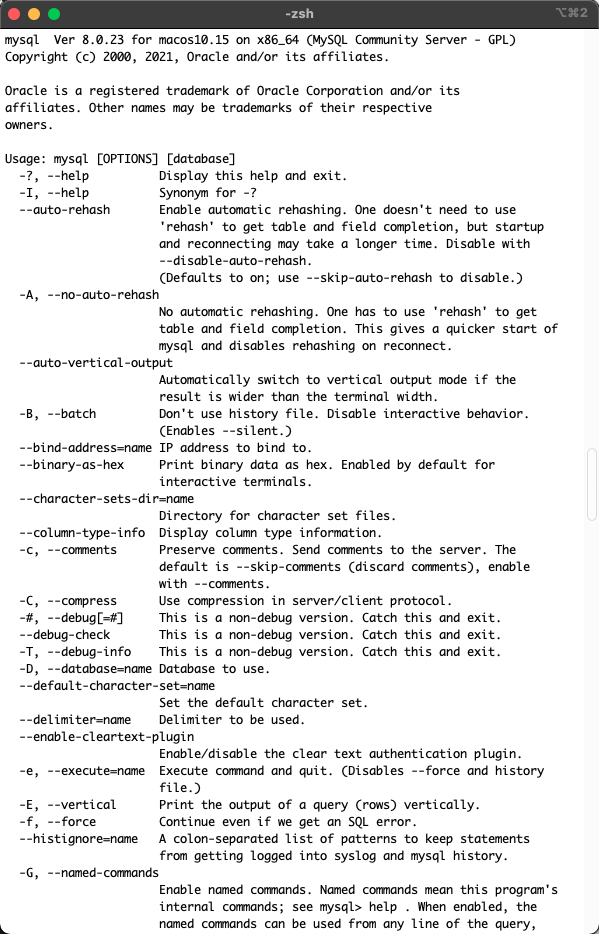 -zsh
⌥⌘2
mysql  Ver 8.0.23 for macos10.15 on x86_64 (MySQL Community Server - GPL)
Copyright (c) 2000, 2021, Oracle and/or its affiliates.

Oracle is a registered trademark of Oracle Corporation and/or its
affiliates. Other names may be trademarks of their respective
owners.

Usage: mysql [OPTIONS] [database]
  -?, --help          Display this help and exit.
  -I, --help          Synonym for -?
  --auto-rehash       Enable automatic rehashing. One doesn't need to use
                      'rehash' to get table and field completion, but startup
                      and reconnecting may take a longer time. Disable with
                      --disable-auto-rehash.
                      (Defaults to on; use --skip-auto-rehash to disable.)
  -A, --no-auto-rehash
                      No automatic rehashing. One has to use 'rehash' to get
                      table and field completion. This gives a quicker start of
                      mysql and disables rehashing on reconnect.
  --auto-vertical-output
                      Automatically switch to vertical output mode if the
                      result is wider than the terminal width.
  -B, --batch         Don't use history file. Disable interactive behavior.
                      (Enables --silent.)
  --bind-address=name IP address to bind to.
  --binary-as-hex     Print binary data as hex. Enabled by default for
                      interactive terminals.
  --character-sets-dir=name
                      Directory for character set files.
  --column-type-info  Display column type information.
  -c, --comments      Preserve comments. Send comments to the server. The
                      default is --skip-comments (discard comments), enable
                      with --comments.
  -C, --compress      Use compression in server/client protocol.
  -#, --debug[=#]     This is a non-debug version. Catch this and exit.
  --debug-check       This is a non-debug version. Catch this and exit.
  -T, --debug-info    This is a non-debug version. Catch this and exit.
  -D, --database=name Database to use.
  --default-character-set=name
                      Set the default character set.
  --delimiter=name    Delimiter to be used.
  --enable-cleartext-plugin
                      Enable/disable the clear text authentication plugin.
  -e, --execute=name  Execute command and quit. (Disables --force and history
                      file.)
  -E, --vertical      Print the output of a query (rows) vertically.
  -f, --force         Continue even if we get an SQL error.
  --histignore=name   A colon-separated list of patterns to keep statements
                      from getting logged into syslog and mysql history.
  -G, --named-commands
                      Enable named commands. Named commands mean this program's
                      internal commands; see mysql> help . When enabled, the
                      named commands can be used from any line of the query,